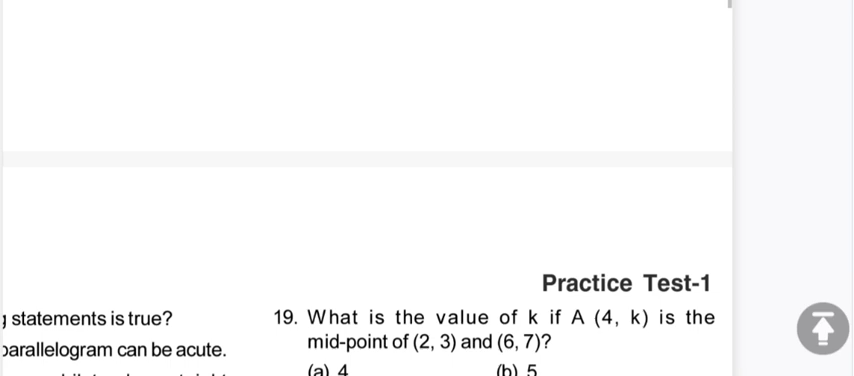 Practice Test-1
statements is true?
parallelogram can be acute.
19. What is the value of k if A (4, k) is the
mid-point of (2, 3) and (6, 7)?
(a) 4 (b) 5